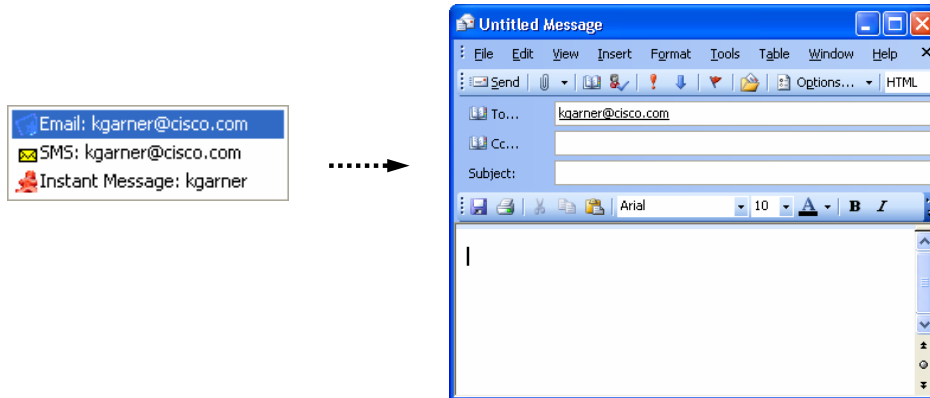 Email: kgarner@cisco.com
SMS: kgarner@cisco.com
Instant Message: kgarner
Untitled Message
File Edit View Insert Format Tools Table Window Help
Send Options... HTML
To... kgarner@cisco.com
Cc...
Subject:
Arial 10 A B I